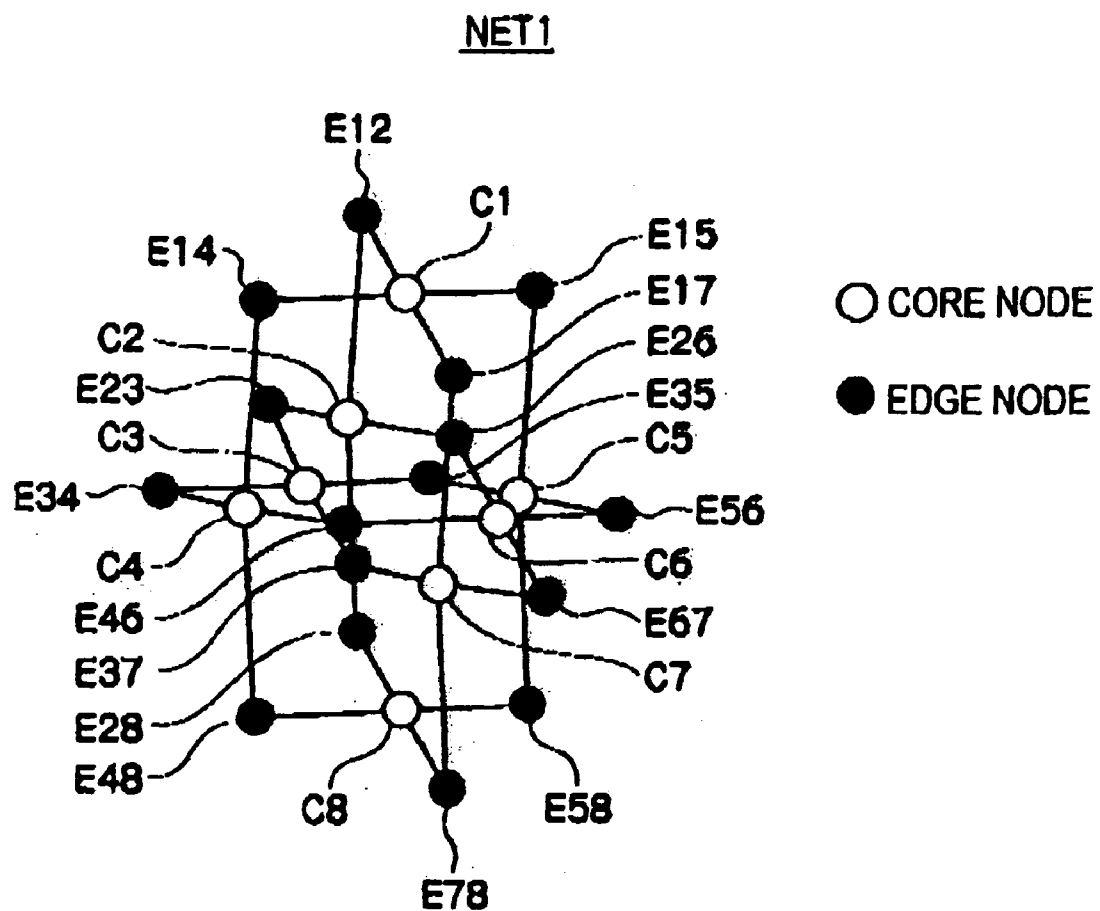 NET1
E12
C1
E14
E15
E17
C2
E26
E23
E35
C3
C5
E34
E56
C4
C6
E46
E67
E37
C7
E28
E48
C8
E58
E78
CORE NODE
EDGE NODE